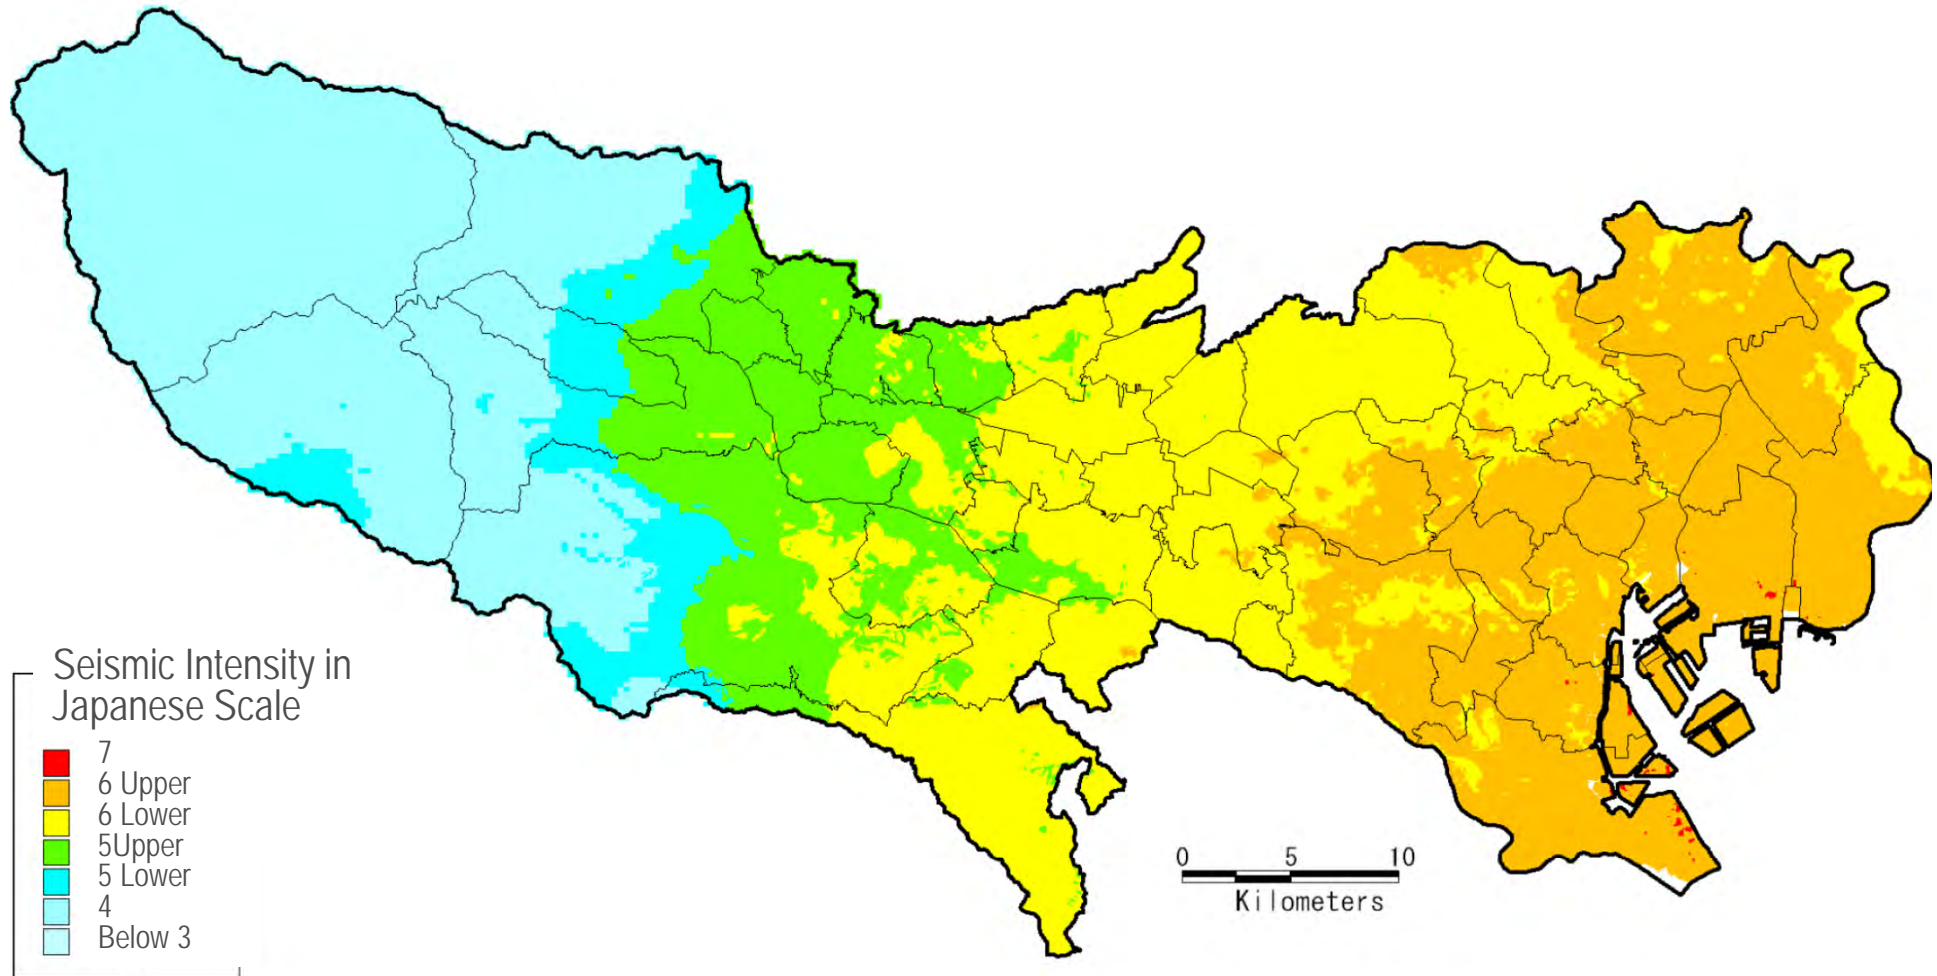 Seismic Intensity in
Japanese Scale
7
6 Upper
6 Lower
5Upper
5 Lower
4
Below 3
0 5 10
Kilometers